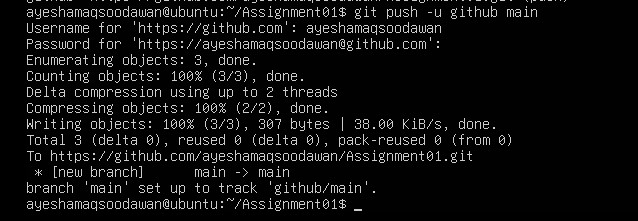 ayeshamaqsoodawan@ubuntu:~/Assignment01$ git push -u github main
Username for 'https://github.com': ayeshamaqsoodawan
Password for 'https://ayeshamaqsoodawan@github.com':
Enumerating objects: 3, done.
Counting objects: 100% (3/3), done.
Delta compression using up to 2 threads
Compressing objects: 100% (2/2), done.
Writing objects: 100% (3/3), 307 bytes | 38.00 KiB/s, done.
Total 3 (delta 0), reused 0 (delta 0), pack-reused 0 (from 0)
To https://github.com/ayeshamaqsoodawan/Assignment01.git
 * [new branch]      main -> main
branch 'main' set up to track 'github/main'.
ayeshamaqsoodawan@ubuntu:~/Assignment01$ _